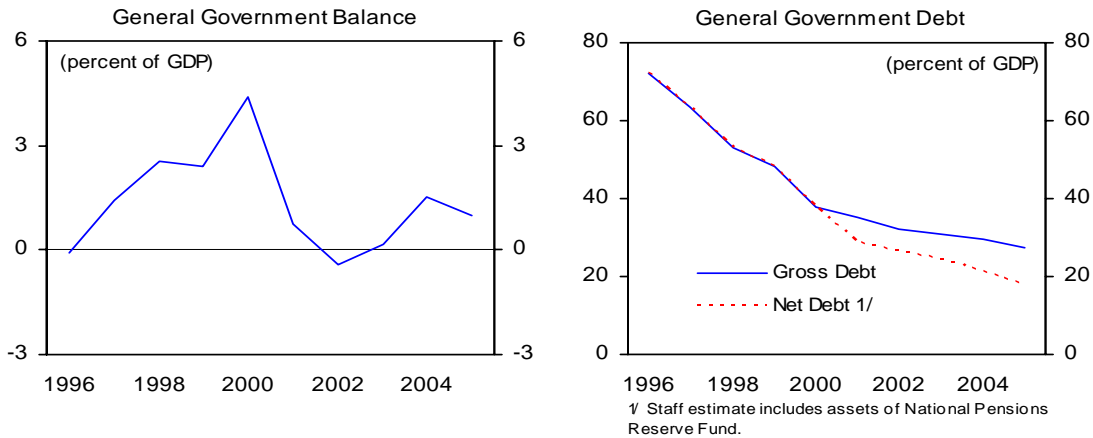 General Government Balance
6
6
(percent of GDP)
3
3
0
0
-3
-3
1996 1998 2000 2002 2004
General Government Debt
80
80
(percent of GDP)
60
60
40
40
Gross Debt
20
20
Net Debt 1/
0
0
1996 1998 2000 2002 2004
1/ Staff estimate includes assets of National Pensions
Reserve Fund.